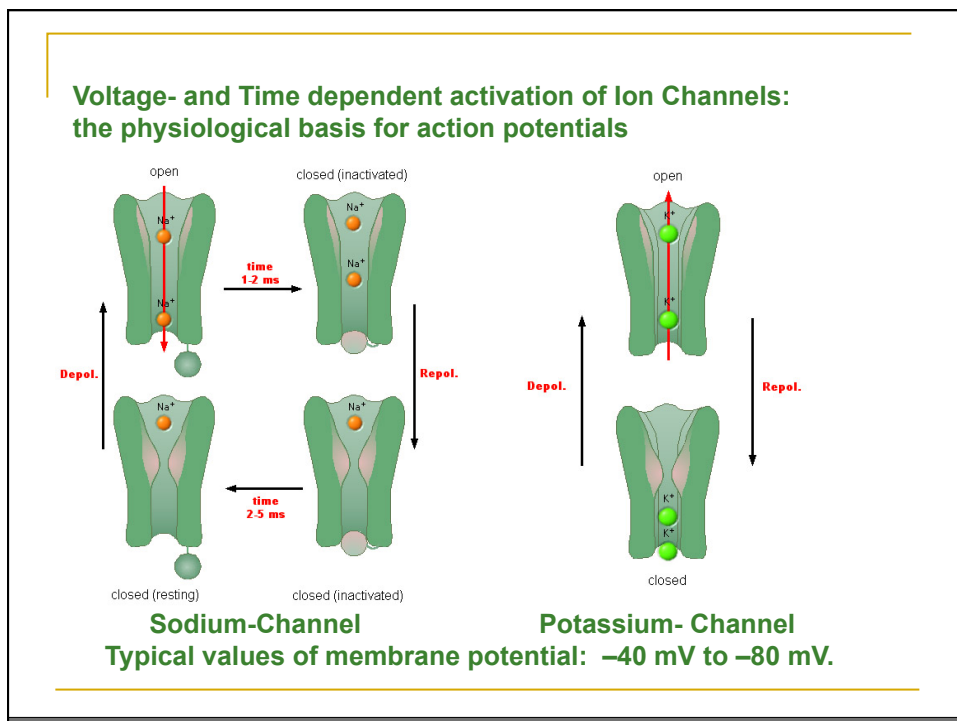 Voltage- and Time dependent activation of Ion Channels:
the physiological basis for action potentials
open
closed (inactivated)
Na+
Na+
Na+
Na+
time
1-2 ms
Depol.
Repol.
Na+
Na+
time
2-5 ms
closed (resting)
closed (inactivated)
open
K+
K+
Depol.
Repol.
K+
K+
closed
Sodium-Channel
Potassium- Channel
Typical values of membrane potential: –40 mV to –80 mV.